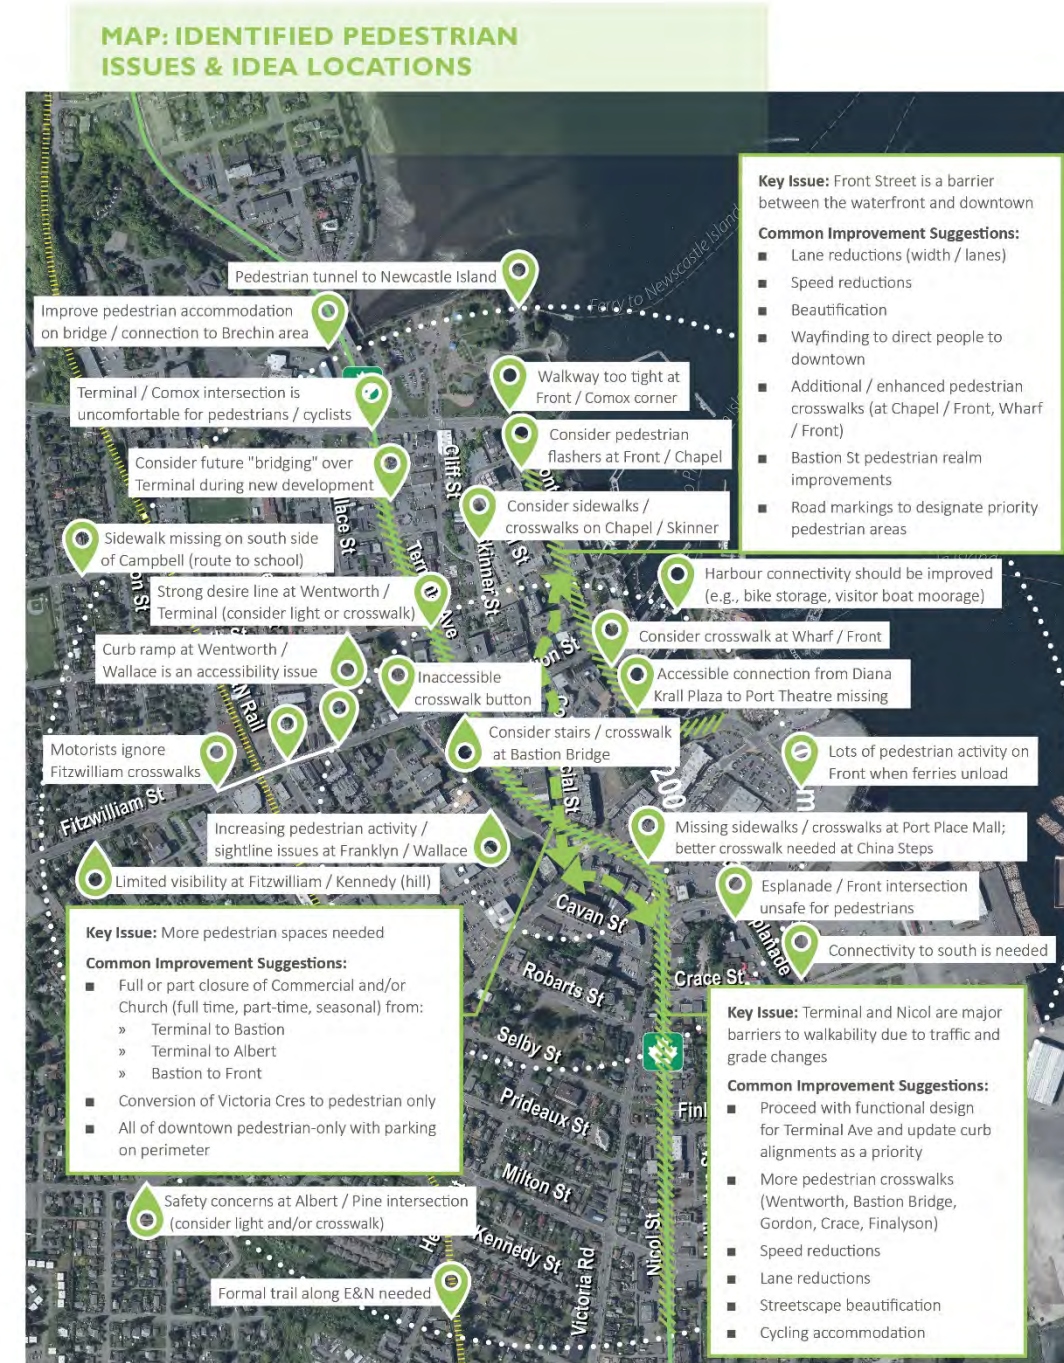 MAP: IDENTIFIED PEDESTRIAN
ISSUES & IDEA LOCATIONS
Key Issue: Front Street is a barrier
between the waterfront and downtown
Common Improvement Suggestions:
■ Lane reductions (width / lanes)
■ Speed reductions
■ Beautification
■ Wayfinding to direct people to
downtown
■ Additional / enhanced pedestrian
crosswalks (at Chapel / Front, Wharf
/ Front)
■ Bastion St pedestrian realm
improvements
■ Road markings to designate priority
pedestrian areas
Ferry to Newscastle Island
Pedestrian tunnel to Newcastle Island
Improve pedestrian accommodation
on bridge / connection to Brechin area
Walkway too tight at
Front / Comox corner
Terminal / Comox intersection is
uncomfortable for pedestrians / cyclists
Consider pedestrian
flashers at Front / Chapel
Cliff St
Consider future "bridging" over
Terminal during new development
Consider sidewalks /
crosswalks on Chapel / Skinner
Skinner St
Sidewalk missing on south side
of Campbell (route to school)
Harbour connectivity should be improved
(e.g., bike storage, visitor boat moorage)
Strong desire line at Wentworth /
Terminal (consider light or crosswalk)
Consider crosswalk at Wharf / Front
Curb ramp at Wentworth /
Wallace is an accessibility issue
Inaccessible
crosswalk button
Accessible connection from Diana
Krall Plaza to Port Theatre missing
N Rail
Motorists ignore
Fitzwilliam crosswalks
Consider stairs / crosswalk
at Bastion Bridge
Lots of pedestrian activity on
Front when ferries unload
200
Fitzwilliam St
Increasing pedestrian activity /
sightline issues at Franklyn / Wallace
Missing sidewalks / crosswalks at Port Place Mall;
better crosswalk needed at China Steps
Limited visibility at Fitzwilliam / Kennedy (hill)
Esplanade / Front intersection
unsafe for pedestrians
Cavan St
Connectivity to south is needed
Robarts St
Crace St
Key Issue: More pedestrian spaces needed
Common Improvement Suggestions:
■ Full or part closure of Commercial and/or
Church (full time, part-time, seasonal) from:
» Terminal to Bastion
» Terminal to Albert
» Bastion to Front
■ Conversion of Victoria Cres to pedestrian only
■ All of downtown pedestrian-only with parking
on perimeter
Selby St
Prideaux St
Milton St
Kennedy St
Victoria Rd
Nicol St
Key Issue: Terminal and Nicol are major
barriers to walkability due to traffic and
grade changes
Common Improvement Suggestions:
■ Proceed with functional design
for Terminal Ave and update curb
alignments as a priority
■ More pedestrian crosswalks
(Wentworth, Bastion Bridge,
Gordon, Crace, Finalyson)
■ Speed reductions
■ Lane reductions
■ Streetscape beautification
■ Cycling accommodation
Safety concerns at Albert / Pine intersection
(consider light and/or crosswalk)
Formal trail along E&N needed